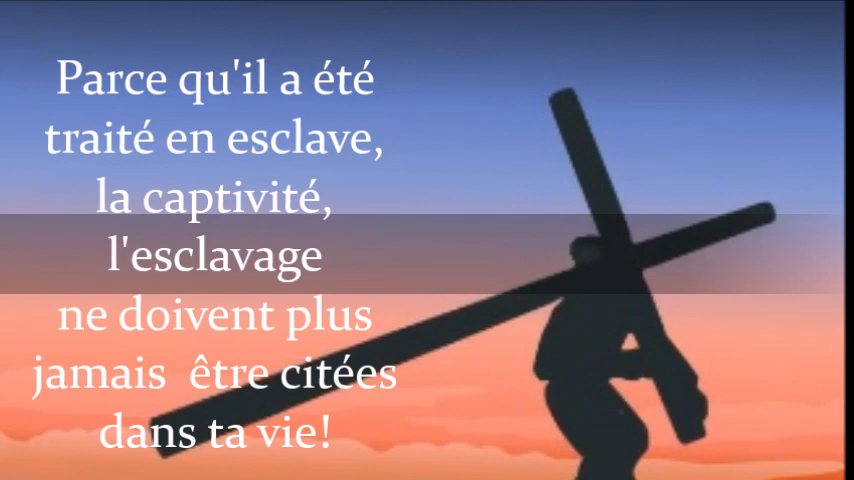 Parce qu'il a été
traité en esclave,
la captivité,
l'esclavage
ne doivent plus
jamais  être citées
dans ta vie!